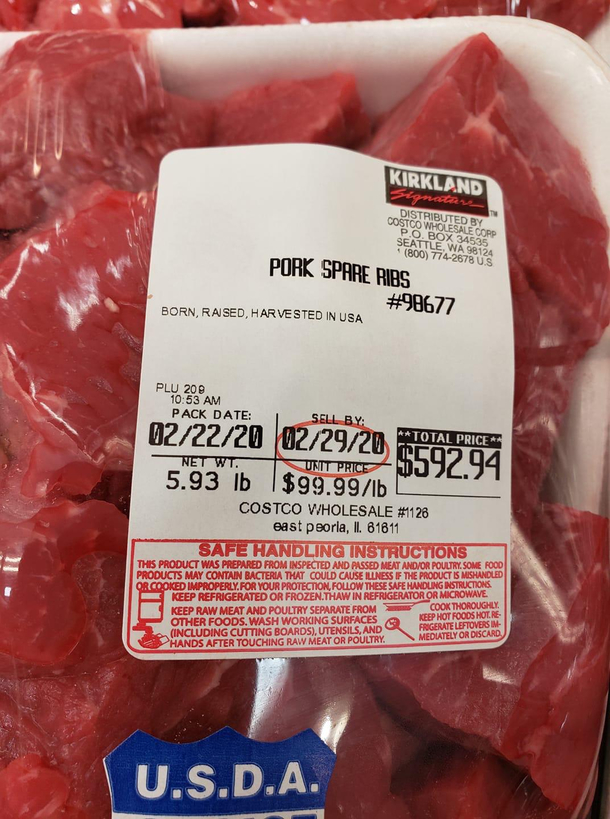 KIRKLAND
Signature™
DISTRIBUTED BY
COSTCO WHOLESALE CORP
P.O. BOX 34535
SEATTLE, WA 98124
(800) 774-2678 U.S
PORK SPARE RIBS
#98677
BORN, RAISED, HARVESTED IN USA
PLU 209
10:53 AM
PACK DATE:
02/22/20
SELL BY:
02/29/20
**TOTAL PRICE**
$592.94
NET WT.
5.93 lb
UNIT PRICE
$99.99/lb
COSTCO WHOLESALE #1126
east peoria, Il. 61611
SAFE HANDLING INSTRUCTIONS
THIS PRODUCT WAS PREPARED FROM INSPECTED AND PASSED MEAT AND/OR POULTRY. SOME FOOD
PRODUCTS MAY CONTAIN BACTERIA THAT COULD CAUSE ILLNESS IF THE PRODUCT IS MISHANDLED
OR COOKED IMPROPERLY. FOR YOUR PROTECTION, FOLLOW THESE SAFE HANDLING INSTRUCTIONS.
KEEP REFRIGERATED OR FROZEN. THAW IN REFRIGERATOR OR MICROWAVE.
KEEP RAW MEAT AND POULTRY SEPARATE FROM
OTHER FOODS. WASH WORKING SURFACES
(INCLUDING CUTTING BOARDS), UTENSILS, AND
HANDS AFTER TOUCHING RAW MEAT OR POULTRY.
COOK THOROUGHLY.
KEEP HOT FOODS HOT. RE-
FRIGERATE LEFTOVERS IM-
MEDIATELY OR DISCARD.
U.S.D.A.